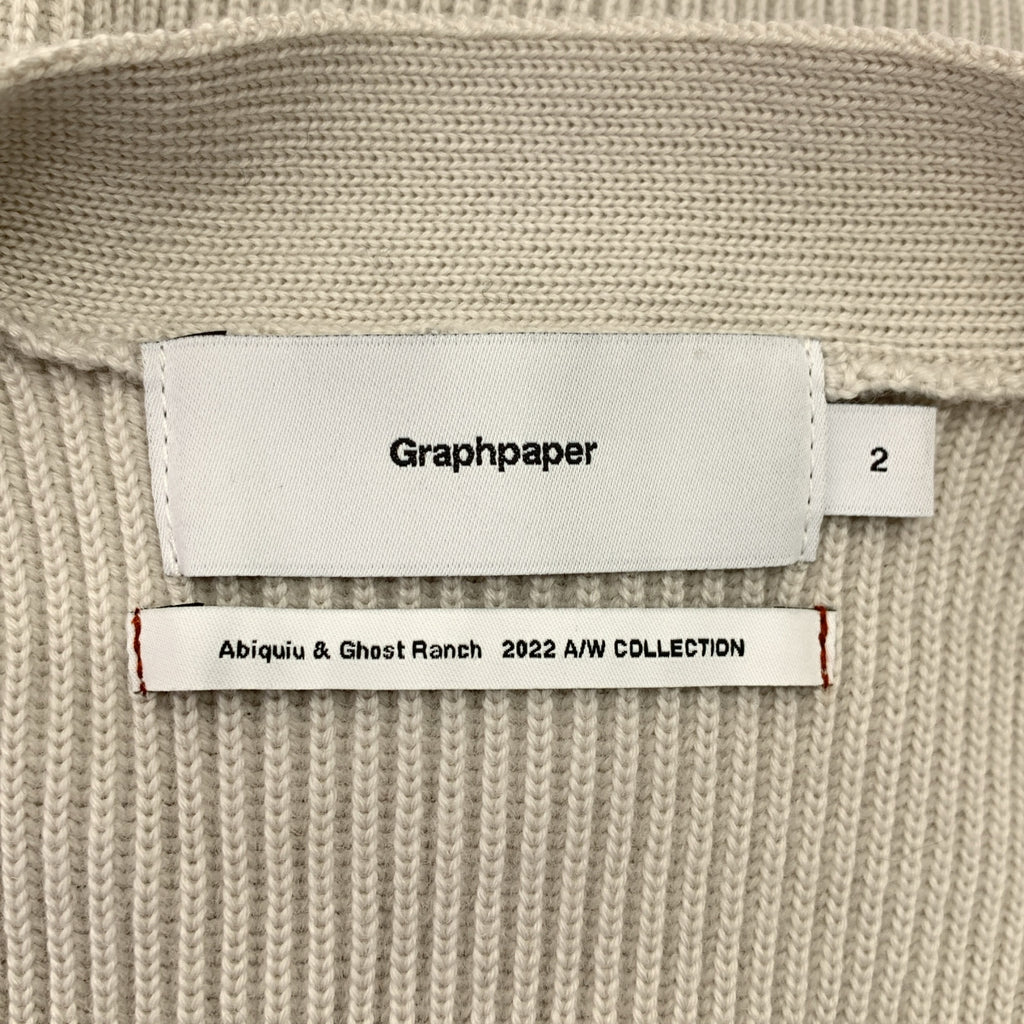 Graphpaper
2
Abiquiu & Ghost Ranch 2022 A/W COLLECTION